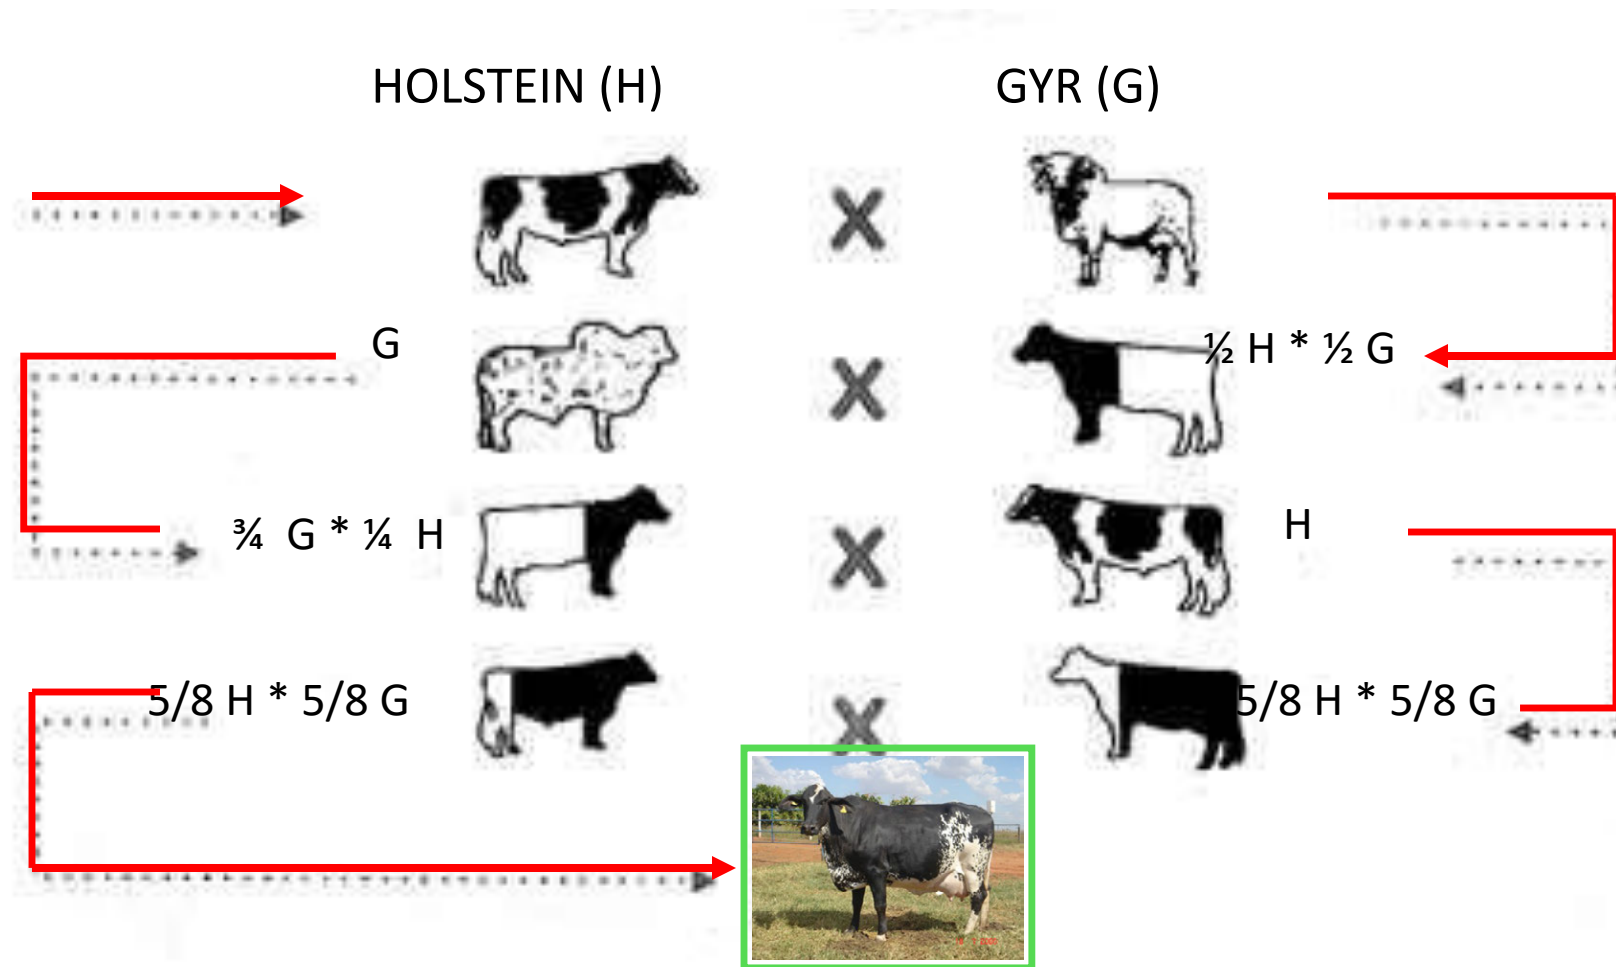 HOLSTEIN (H)
GYR (G)
G
½ H * ½ G
¾ G * ¼ H
H
5/8 H * 5/8 G
5/8 H * 5/8 G